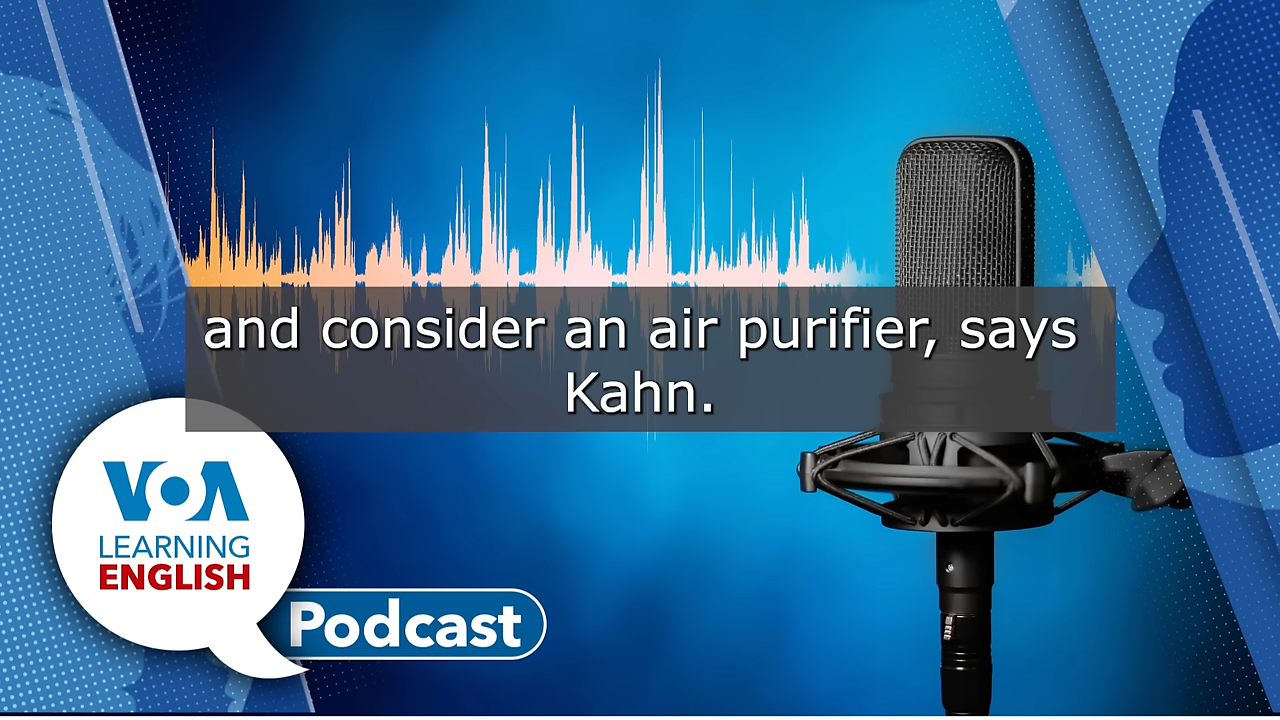 and consider an air purifier, says
Kahn.
VOA
LEARNING
ENGLISH
Podcast